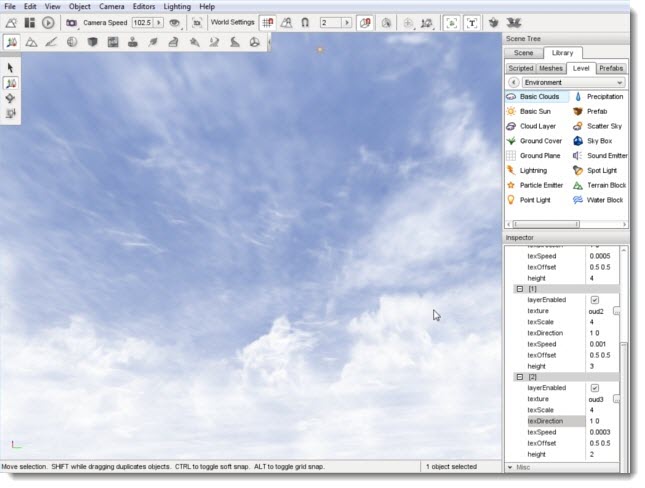 File Edit View Object Camera Editors Lighting Help
Camera Speed 102.5 World Settings 2 T
Scene Tree
Scene Library
Scripted Meshes Level Prefabs
Environment
Basic Clouds Precipitation
Basic Sun Prefab
Cloud Layer Scatter Sky
Ground Cover Sky Box
Ground Plane Sound Emitter
Lightning Spot Light
Particle Emitter Terrain Block
Point Light Water Block
Inspector
texDirection 1 0
texSpeed 0.0005
texOffset 0.5 0.5
height 4
[1]
layerEnabled
texture oud2
texScale 4
texDirection 1 0
texSpeed 0.001
texOffset 0.5 0.5
height 3
[2]
layerEnabled
texture oud3
texScale 4
texDirection 1 0
texSpeed 0.0003
texOffset 0.5 0.5
height 2
Misc
Move selection. SHIFT while dragging duplicates objects. CTRL to toggle soft snap. ALT to toggle grid snap. 1 object selected